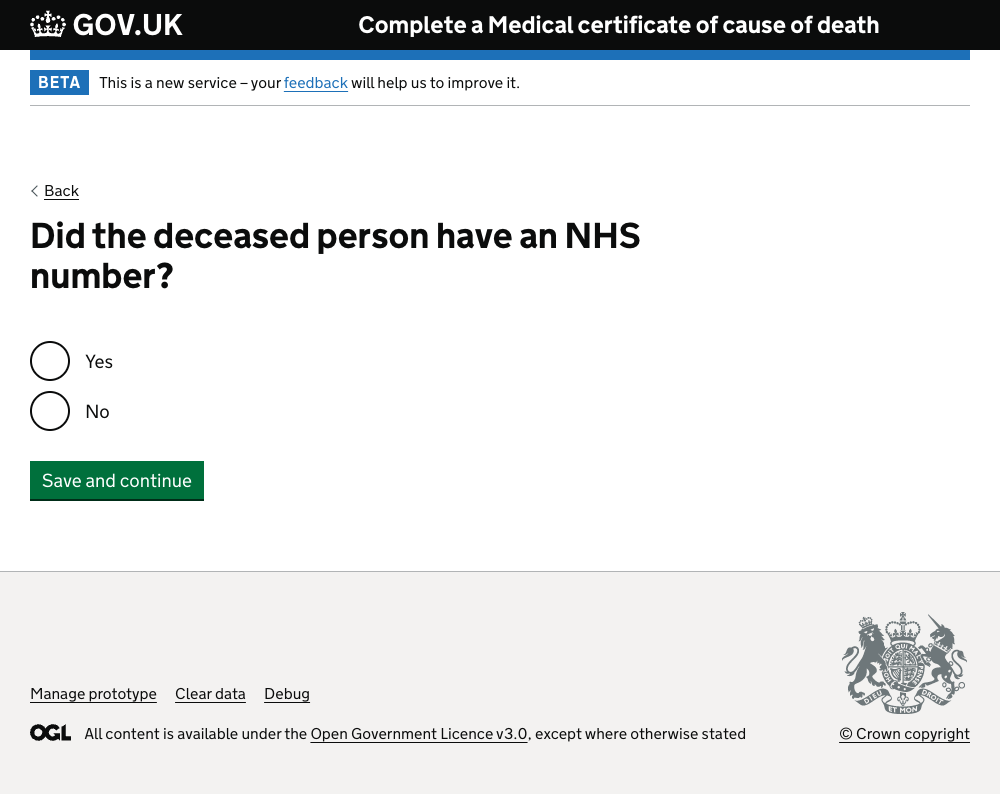 GOV.UK
Complete a Medical certificate of cause of death
BETA
This is a new service – your feedback will help us to improve it.
Back
Did the deceased person have an NHS
number?
Yes
No
Save and continue
Manage prototype
Clear data
Debug
OGL
All content is available under the Open Government Licence v3.0, except where otherwise stated
DIEU ET MON DROIT
© Crown copyright